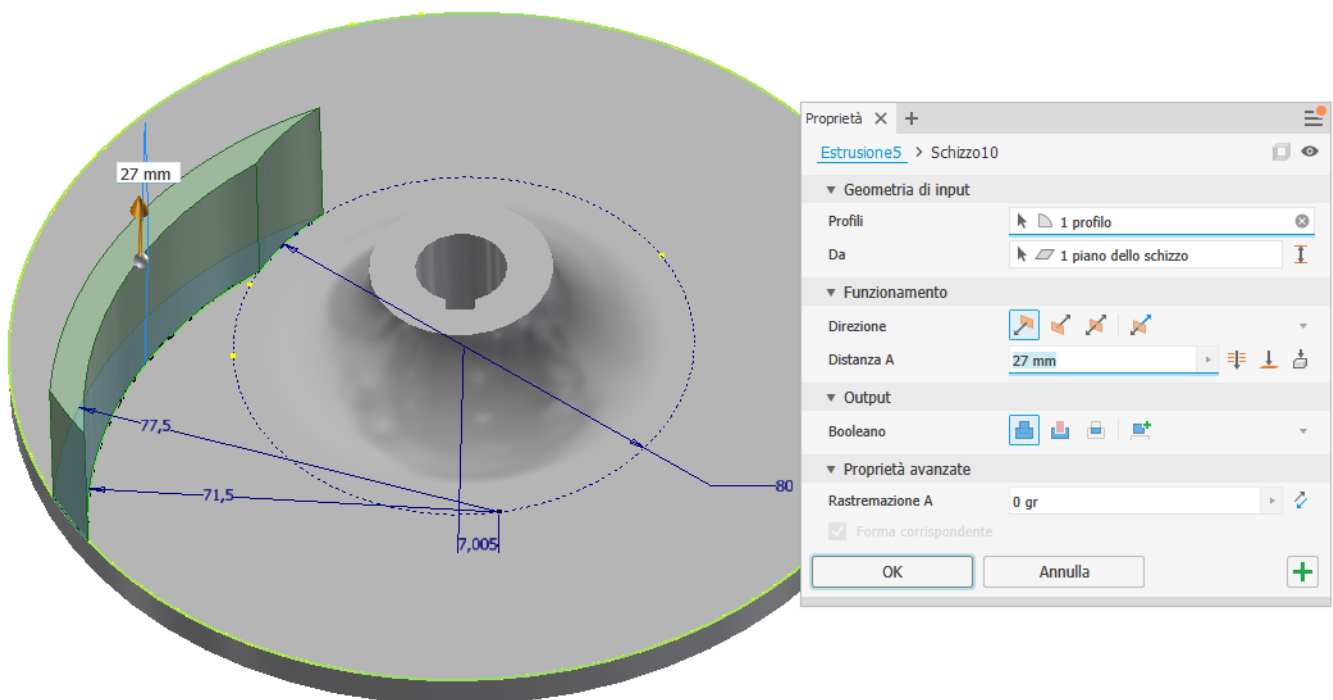 27 mm
77,5
71,5
80
7,005
Proprietà
Estrusione5 > Schizzo10
Geometria di input
Profili 1 profilo
Da 1 piano dello schizzo
Funzionamento
Direzione
Distanza A 27 mm
Output
Booleano
Proprietà avanzate
Rastremazione A 0 gr
Forma corrispondente
OK Annulla